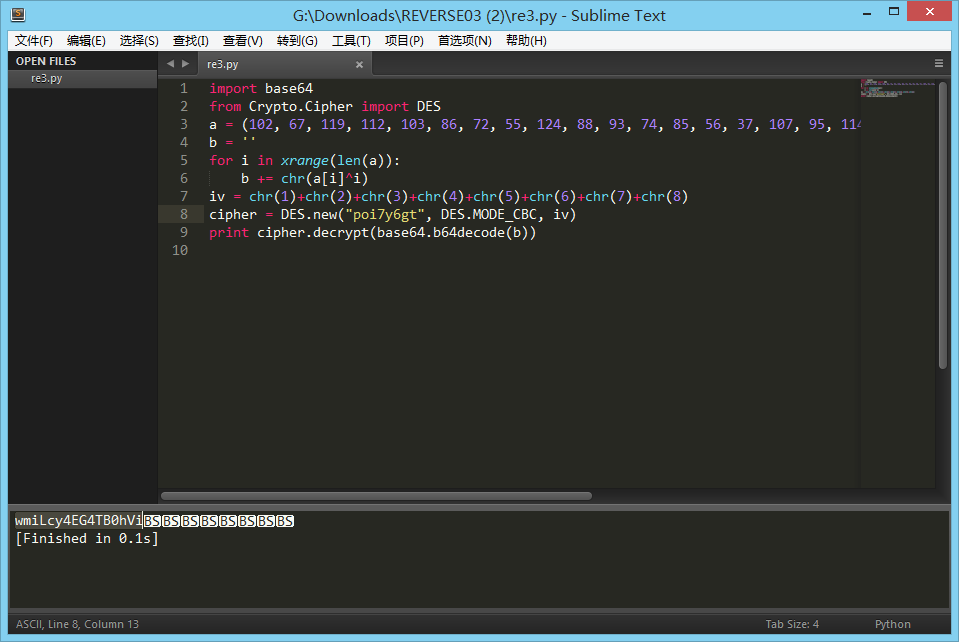 G:\Downloads\REVERSE03 (2)\re3.py - Sublime Text
文件(F) 编辑(E) 选择(S) 查找(I) 查看(V) 转到(G) 工具(T) 项目(P) 首选项(N) 帮助(H)
OPEN FILES
re3.py
re3.py
1 import base64
2 from Crypto.Cipher import DES
3 a = (102, 67, 119, 112, 103, 86, 72, 55, 124, 88, 93, 74, 85, 56, 37, 107, 95, 114
4 b = ''
5 for i in xrange(len(a)):
6 b += chr(a[i]^i)
7 iv = chr(1)+chr(2)+chr(3)+chr(4)+chr(5)+chr(6)+chr(7)+chr(8)
8 cipher = DES.new("poi7y6gt", DES.MODE_CBC, iv)
9 print cipher.decrypt(base64.b64decode(b))
10
wmiLcy4EG4TB0hViBSBSBSBSBSBSBSBS
[Finished in 0.1s]
ASCII, Line 8, Column 13 Tab Size: 4 Python